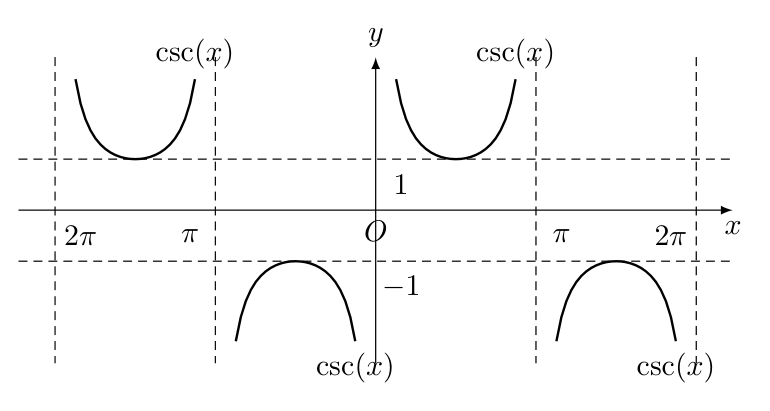 y
csc(x) csc(x)
1
2π π O π 2π x
−1
csc(x) csc(x)